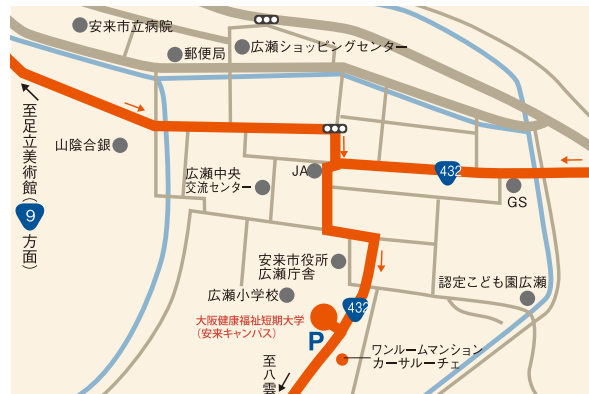 安来市立病院
郵便局
広瀬ショッピングセンター
至足立美術館(9方面)
山陰合銀
広瀬中央
交流センター
JA
432
GS
安来市役所
広瀬庁舎
広瀬小学校
認定こども園広瀬
大阪健康福祉短期大学
(安来キャンパス)
432
P
ワンルームマンション
カーサルーチェ
至八雲